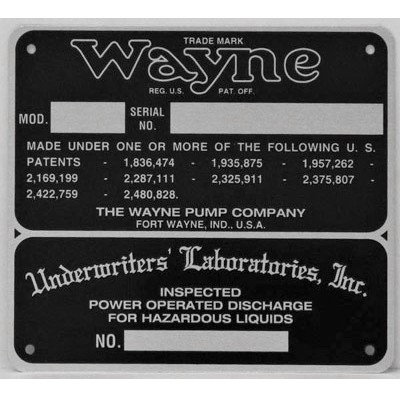 TRADE MARK
Wayne
REG. U.S. PAT. OFF.
MOD. SERIAL NO.
MADE UNDER ONE OR MORE OF THE FOLLOWING U. S.
PATENTS - 1,836,474 - 1,935,875 - 1,957,262 -
2,169,199 - 2,287,111 - 2,325,911 - 2,375,807 -
2,422,759 - 2,480,828.
THE WAYNE PUMP COMPANY
FORT WAYNE, IND., U.S.A.
Underwriters' Laboratories, Inc.
INSPECTED
POWER OPERATED DISCHARGE
FOR HAZARDOUS LIQUIDS
NO.